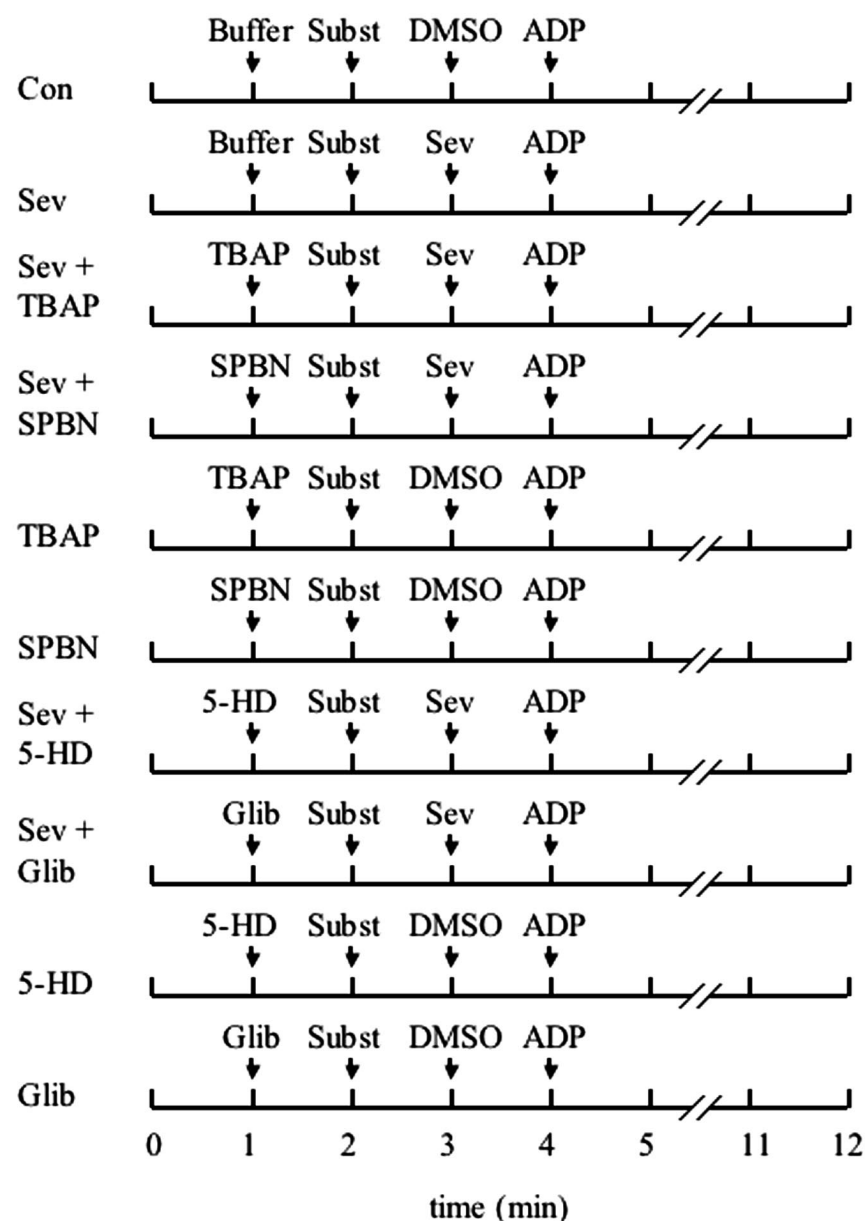 Buffer Subst DMSO ADP
Con
Buffer Subst Sev ADP
Sev
Sev +
TBAP
TBAP Subst Sev ADP
Sev +
SPBN
SPBN Subst Sev ADP
TBAP Subst DMSO ADP
TBAP
SPBN Subst DMSO ADP
SPBN
Sev +
5-HD
5-HD Subst Sev ADP
Sev +
Glib
Glib Subst Sev ADP
5-HD Subst DMSO ADP
5-HD
Glib Subst DMSO ADP
Glib
0 1 2 3 4 5 11 12
time (min)